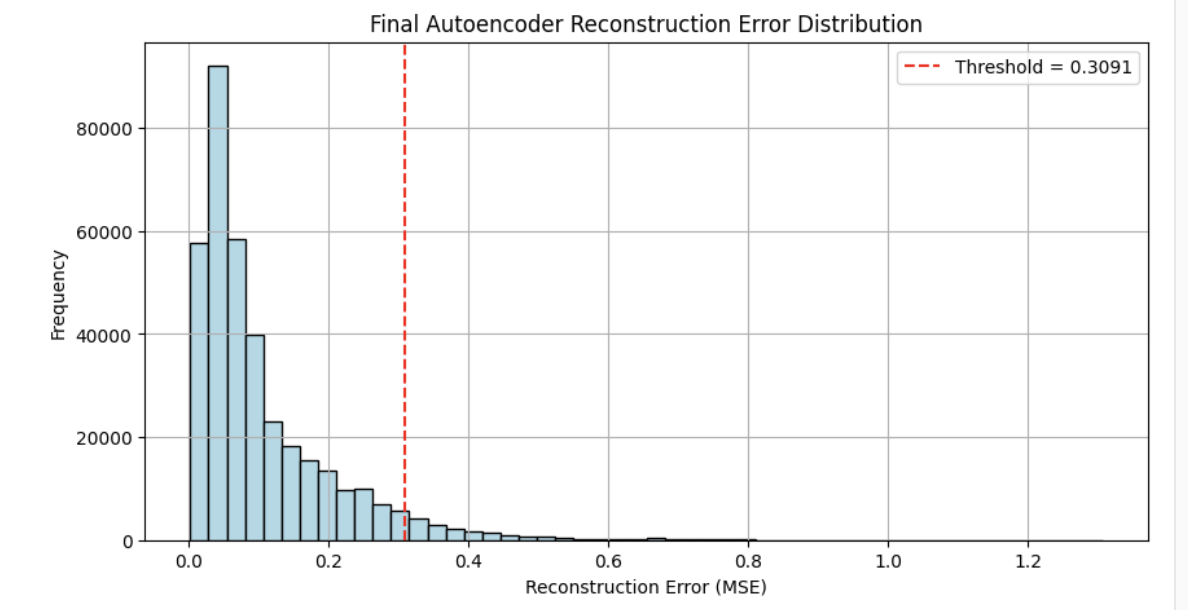 Final Autoencoder Reconstruction Error Distribution
Threshold = 0.3091
80000
60000
40000
20000
0
Frequency
0.0 0.2 0.4 0.6 0.8 1.0 1.2
Reconstruction Error (MSE)